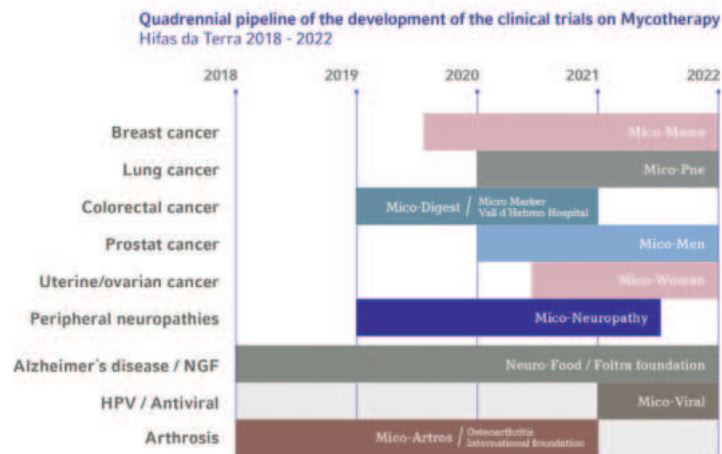 Quadrennial pipeline of the development of the clinical trials on Mycotherapy
Hifas da Terra 2018 - 2022
2018 2019 2020 2021 2022
Breast cancer Mico-Mama
Lung cancer Mico-Pne
Colorectal cancer Mico-Digest / Micro Marker
Vall d'Hebron Hospital
Prostat cancer Mico-Men
Uterine/ovarian cancer Mico-Woman
Peripheral neuropathies Mico-Neuropathy
Alzheimer´s disease / NGF Neuro-Food / Foltra foundation
HPV / Antiviral Mico-Viral
Arthrosis Mico-Artros / Osteoarthritis
International foundation